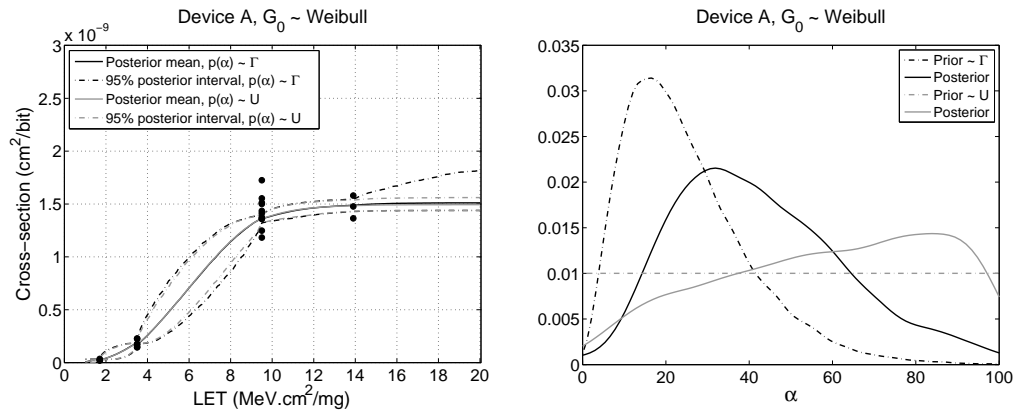 Device A, G0 ~ Weibull
x 10−9
3
2.5
2
1.5
1
0.5
0
Cross−section (cm2/bit)
Posterior mean, p(α) ~ Γ
95% posterior interval, p(α) ~ Γ
Posterior mean, p(α) ~ U
95% posterior interval, p(α) ~ U
0 2 4 6 8 10 12 14 16 18 20
LET (MeV.cm2/mg)
Device A, G0 ~ Weibull
0.035
0.03
0.025
0.02
0.015
0.01
0.005
0
Prior ~ Γ
Posterior
Prior ~ U
Posterior
0 20 40 60 80 100
α